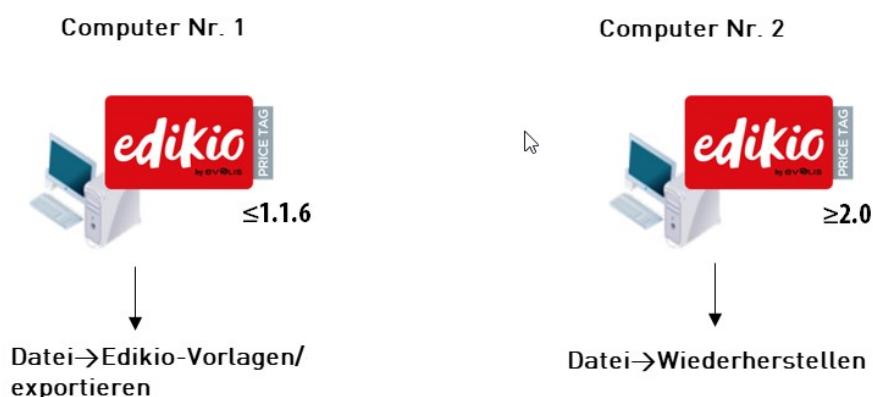 Computer Nr. 1
edikio
by evolis
PRICE TAG
≤1.1.6
Datei→Edikio-Vorlagen/
exportieren
Computer Nr. 2
edikio
by evolis
PRICE TAG
≥2.0
Datei→Wiederherstellen